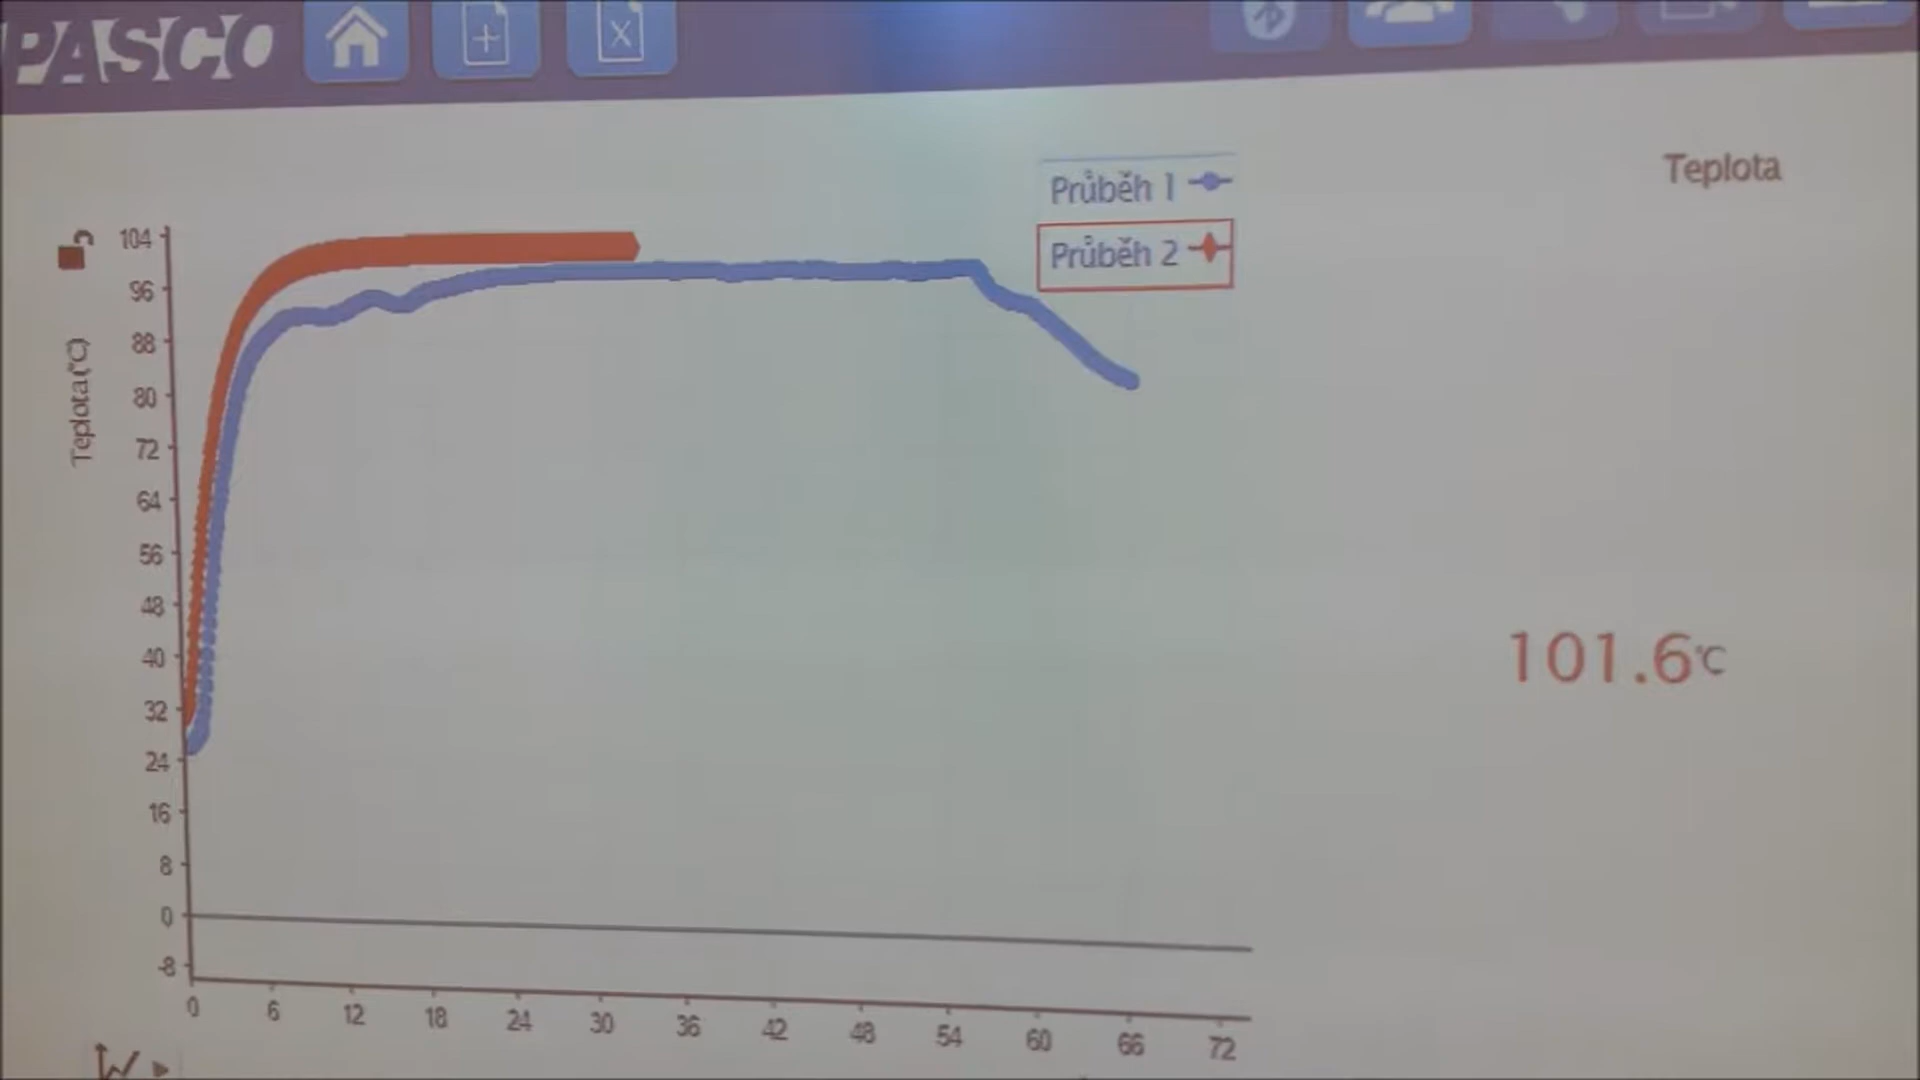 PASCO
Teplota
Průběh 1
Průběh 2
Teplota (°C)
104
96
88
80
72
64
56
48
40
32
24
16
8
0
-8
0 6 12 18 24 30 36 42 48 54 60 66 72
101.6 °C